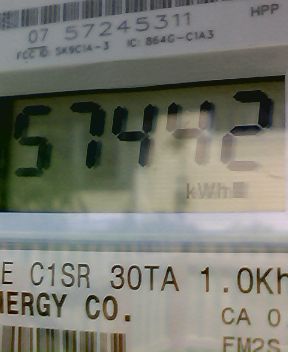 HPP
07 57245311
FCC ID: SK9C1A-3 IC: 864G-C1A3
57442
kWh
E C1SR 30TA 1.0Kh
NERGY CO.
CA 0.
FM2S